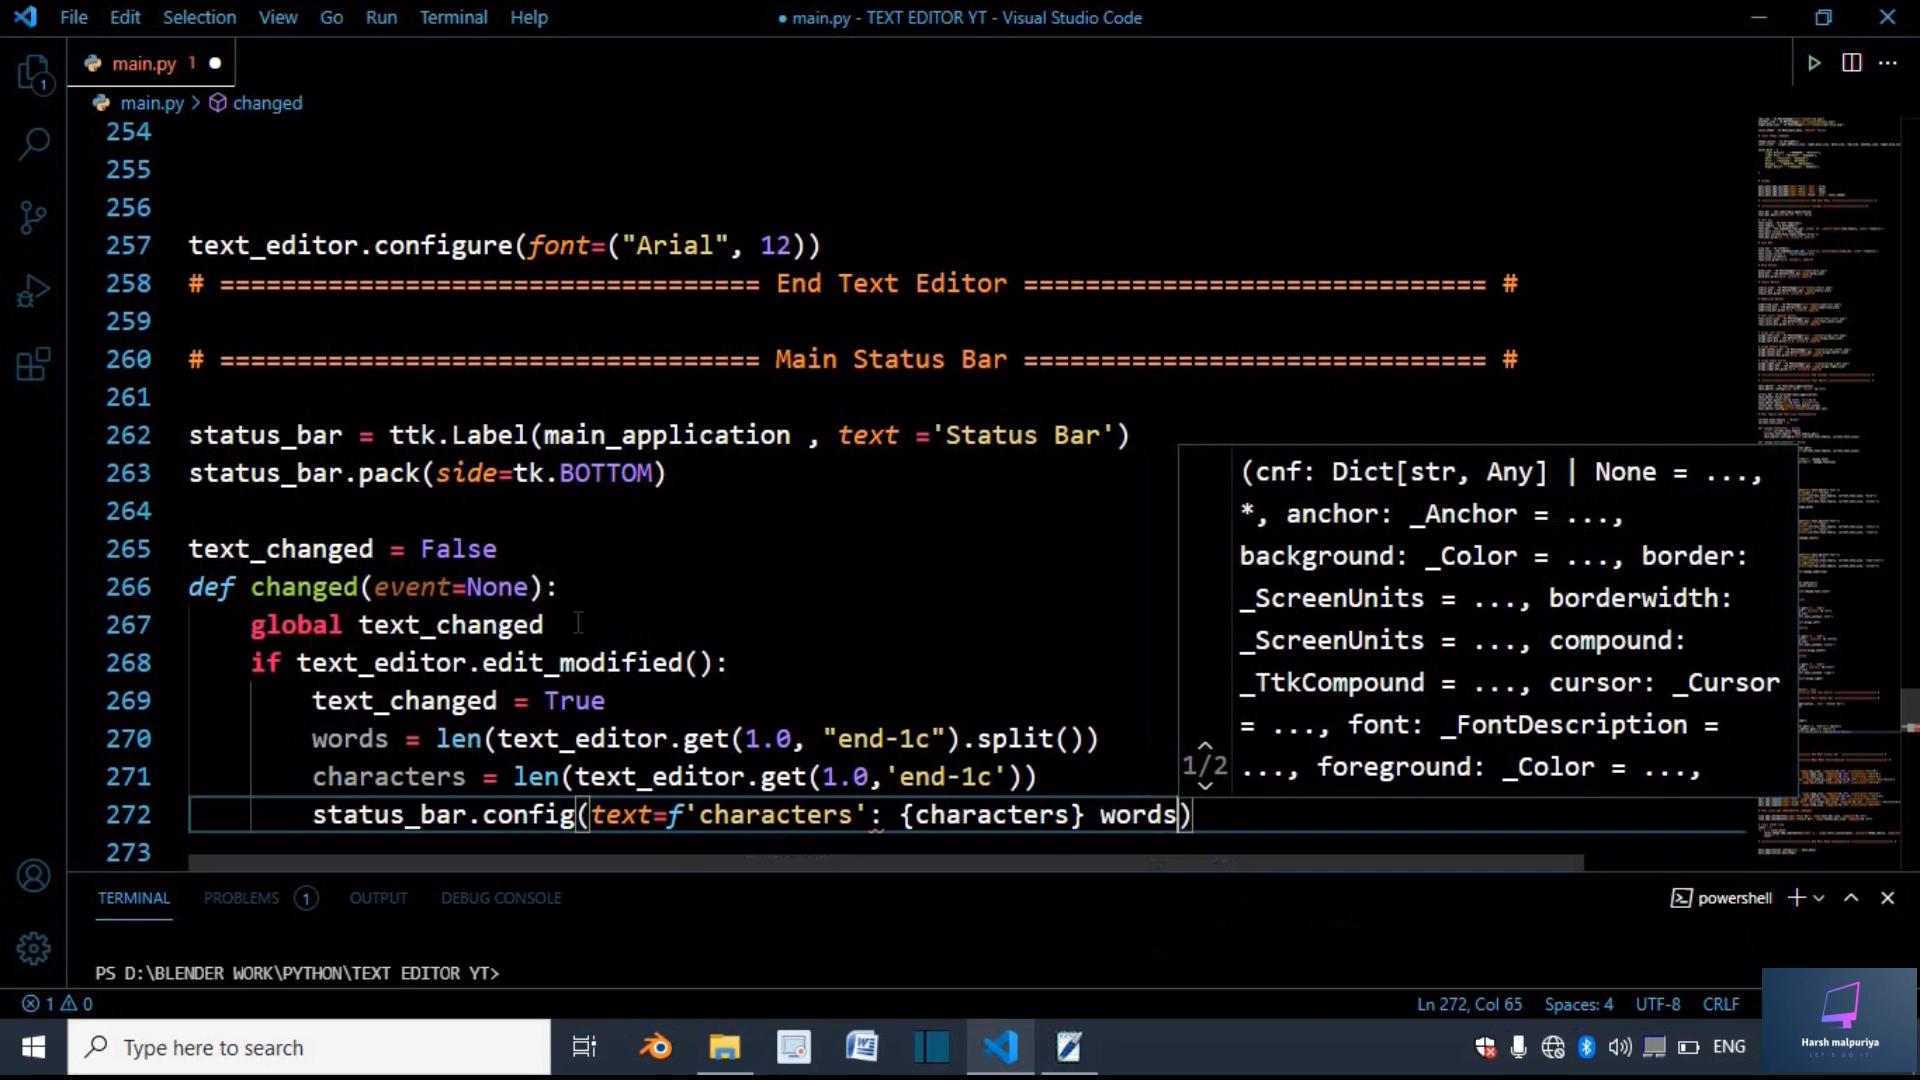 File Edit Selection View Go Run Terminal Help
● main.py - TEXT EDITOR YT - Visual Studio Code
main.py 1
main.py > changed
254
255
256
257 text_editor.configure(font=("Arial", 12))
258 # =================================== End Text Editor ============================== #
259
260 # =================================== Main Status Bar ============================== #
261
262 status_bar = ttk.Label(main_application , text ='Status Bar')
263 status_bar.pack(side=tk.BOTTOM)
264
265 text_changed = False
266 def changed(event=None):
267 global text_changed
268 if text_editor.edit_modified():
269 text_changed = True
270 words = len(text_editor.get(1.0, "end-1c").split())
271 characters = len(text_editor.get(1.0,'end-1c'))
272 status_bar.config(text=f'characters': {characters} words)
273
(cnf: Dict[str, Any] | None = ...,
*, anchor: _Anchor = ...,
background: _Color = ..., border:
_ScreenUnits = ..., borderwidth:
_ScreenUnits = ..., compound:
_TtkCompound = ..., cursor: _Cursor
= ..., font: _FontDescription =
..., foreground: _Color = ...,
1/2
TERMINAL PROBLEMS 1 OUTPUT DEBUG CONSOLE
powershell
PS D:\BLENDER WORK\PYTHON\TEXT EDITOR YT>
1 0
Ln 272, Col 65 Spaces: 4 UTF-8 CRLF
Type here to search
ENG
1
Harsh malpuriya
LET'S DO IT